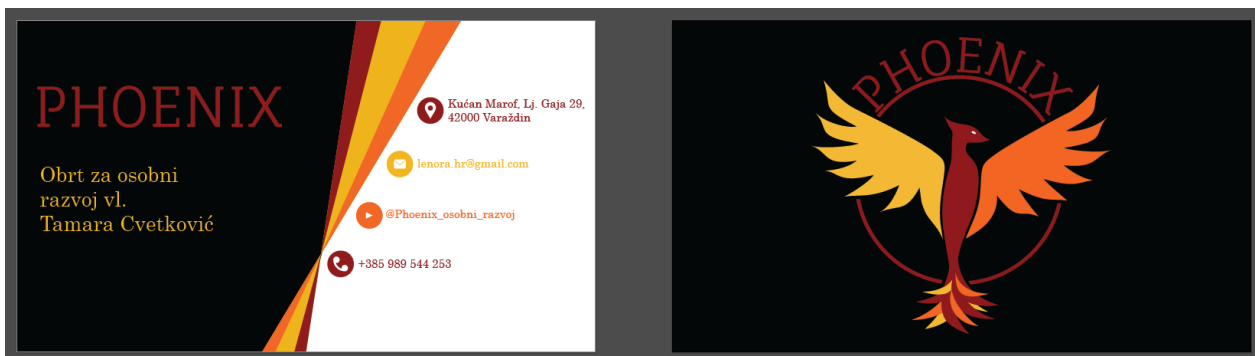 PHOENIX
Obrt za osobni
razvoj vl.
Tamara Cvetković
Kućan Marof, Lj. Gaja 29,
42000 Varaždin
lenora.hr@gmail.com
@Phoenix_osobni_razvoj
+385 989 544 253
PHOENIX